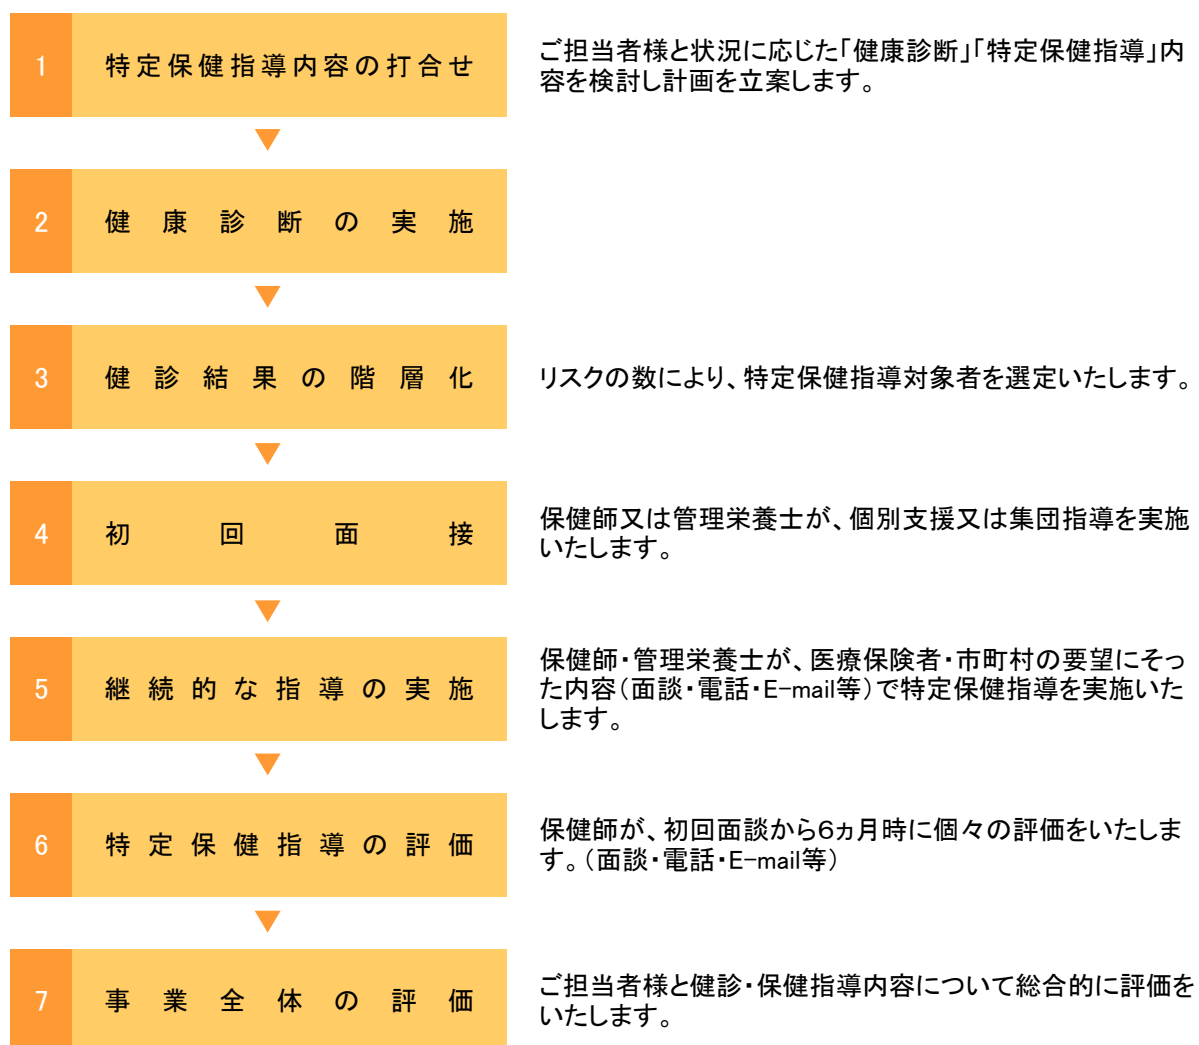 1 特定保健指導内容の打合せ
ご担当者様と状況に応じた「健康診断」「特定保健指導」内
容を検討し計画を立案します。
2 健康診断の実施
3 健診結果の階層化
リスクの数により、特定保健指導対象者を選定いたします。
4 初回面接
保健師又は管理栄養士が、個別支援又は集団指導を実施
いたします。
5 継続的な指導の実施
保健師・管理栄養士が、医療保険者・市町村の要望にそっ
た内容(面談・電話・E-mail等)で特定保健指導を実施いた
します。
6 特定保健指導の評価
保健師が、初回面談から6ヵ月時に個々の評価をいたしま
す。(面談・電話・E-mail等)
7 事業全体の評価
ご担当者様と健診・保健指導内容について総合的に評価を
いたします。